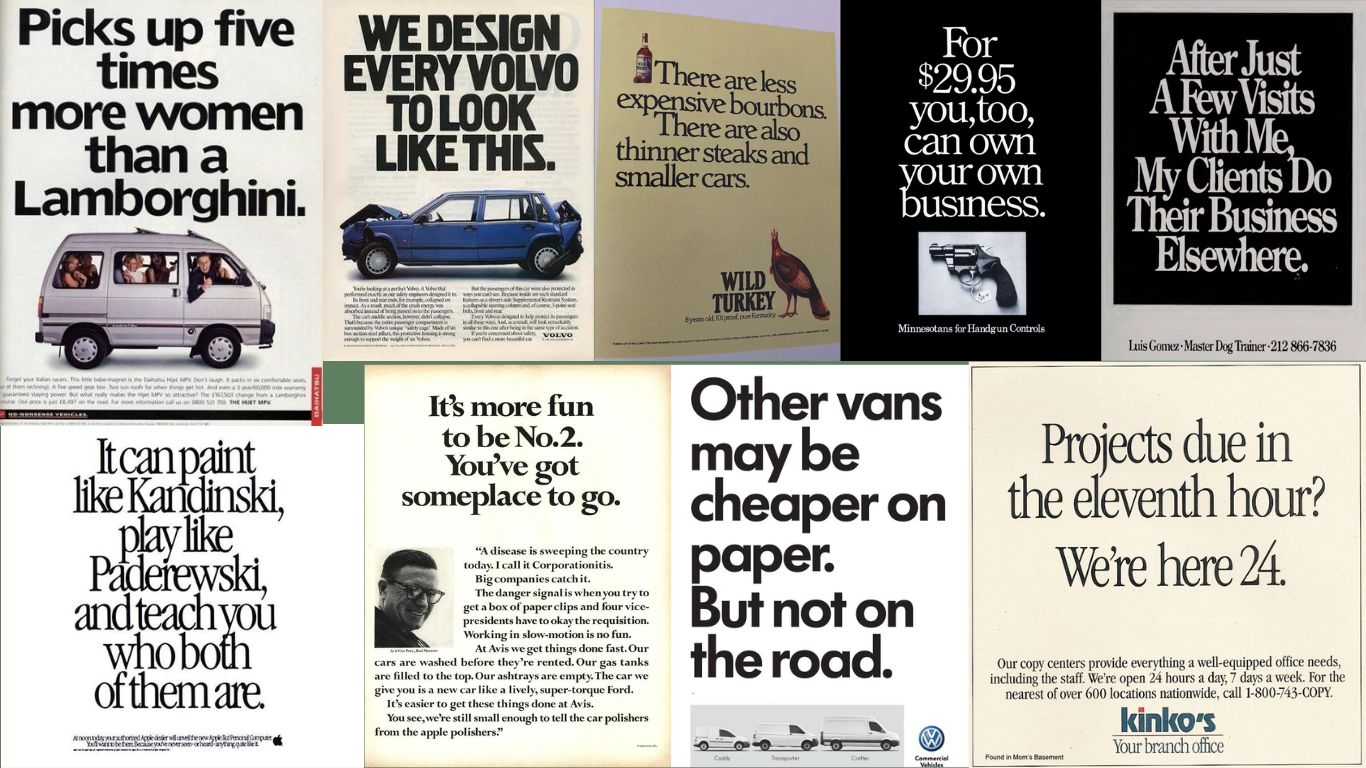 Picks up five
times
more women
than a
Lamborghini.
DAIHATSU
NO-NONSENSE VEHICLES.
WE DESIGN
EVERY VOLVO
TO LOOK
LIKE THIS.
VOLVO
There are less
expensive bourbons.
There are also
thinner steaks and
smaller cars.
WILD
TURKEY
8 years old, 101 proof, pure Kentucky.
For
$29.95
you, too,
can own
your own
business.
Minnesotans for Handgun Controls
After Just
A Few Visits
With Me,
My Clients Do
Their Business
Elsewhere.
Luis Gomez · Master Dog Trainer · 212 866-7836
It can paint
like Kandinski,
play like
Paderewski,
and teach you
who both
of them are.
It's more fun
to be No.2.
You've got
someplace to go.
"A disease is sweeping the country
today. I call it Corporationitis.
Big companies catch it.
The danger signal is when you try to
get a box of paper clips and four vice-
presidents have to okay the requisition.
Working in slow-motion is no fun.
At Avis we get things done fast. Our
cars are washed before they're rented. Our gas tanks
are filled to the top. Our ashtrays are empty. The car we
give you is a new car like a lively, super-torque Ford.
It's easier to get these things done at Avis.
You see, we're still small enough to tell the car polishers
from the apple polishers."
Other vans
may be
cheaper on
paper.
But not on
the road.
Caddy
Transporter
Crafter
Commercial
Vehicles
Projects due in
the eleventh hour?
We're here 24.
Our copy centers provide everything a well-equipped office needs,
including the staff. We're open 24 hours a day, 7 days a week. For the
nearest of over 600 locations nationwide, call 1-800-743-COPY.
kinko's
Your branch office
Found in Mom's Basement